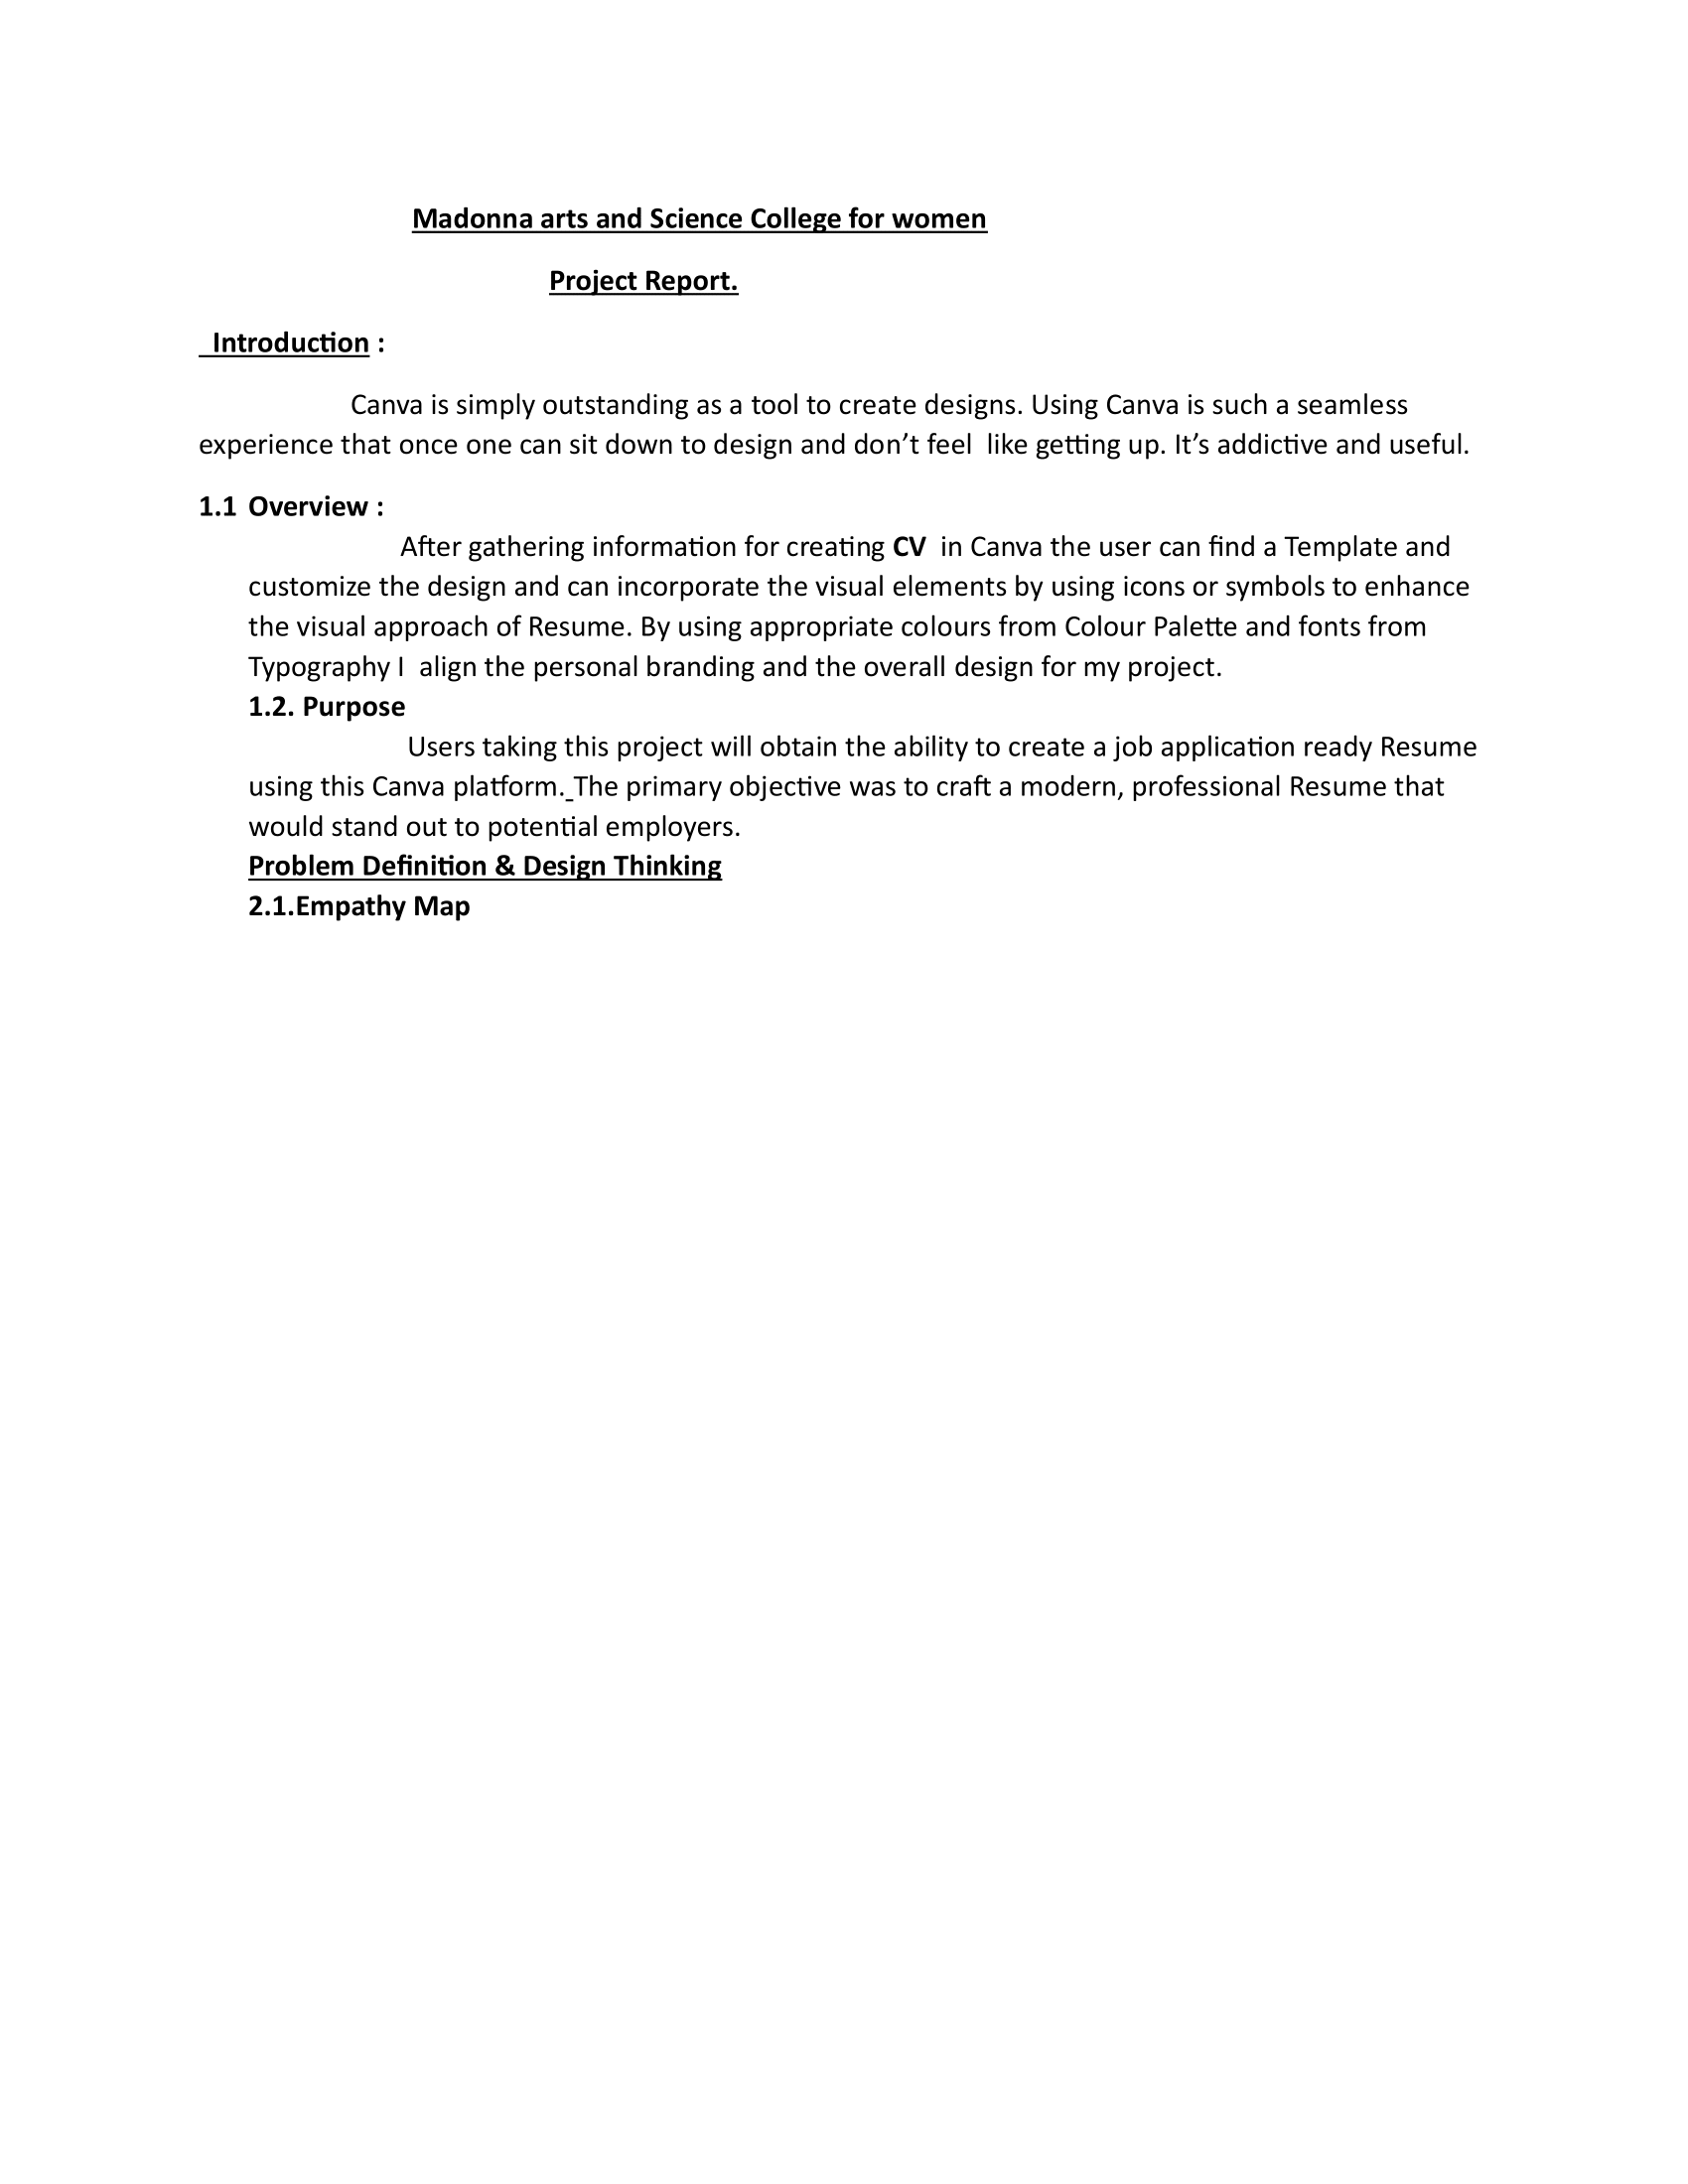 Madonna arts and Science College for women
Project Report.
Introduction :
Canva is simply outstanding as a tool to create designs. Using Canva is such a seamless
experience that once one can sit down to design and don’t feel  like getting up. It’s addictive and useful.
1.1 Overview :
After gathering information for creating CV  in Canva the user can find a Template and
customize the design and can incorporate the visual elements by using icons or symbols to enhance
the visual approach of Resume. By using appropriate colours from Colour Palette and fonts from
Typography I  align the personal branding and the overall design for my project.
1.2. Purpose
Users taking this project will obtain the ability to create a job application ready Resume
using this Canva platform. The primary objective was to craft a modern, professional Resume that
would stand out to potential employers.
Problem Definition & Design Thinking
2.1.Empathy Map